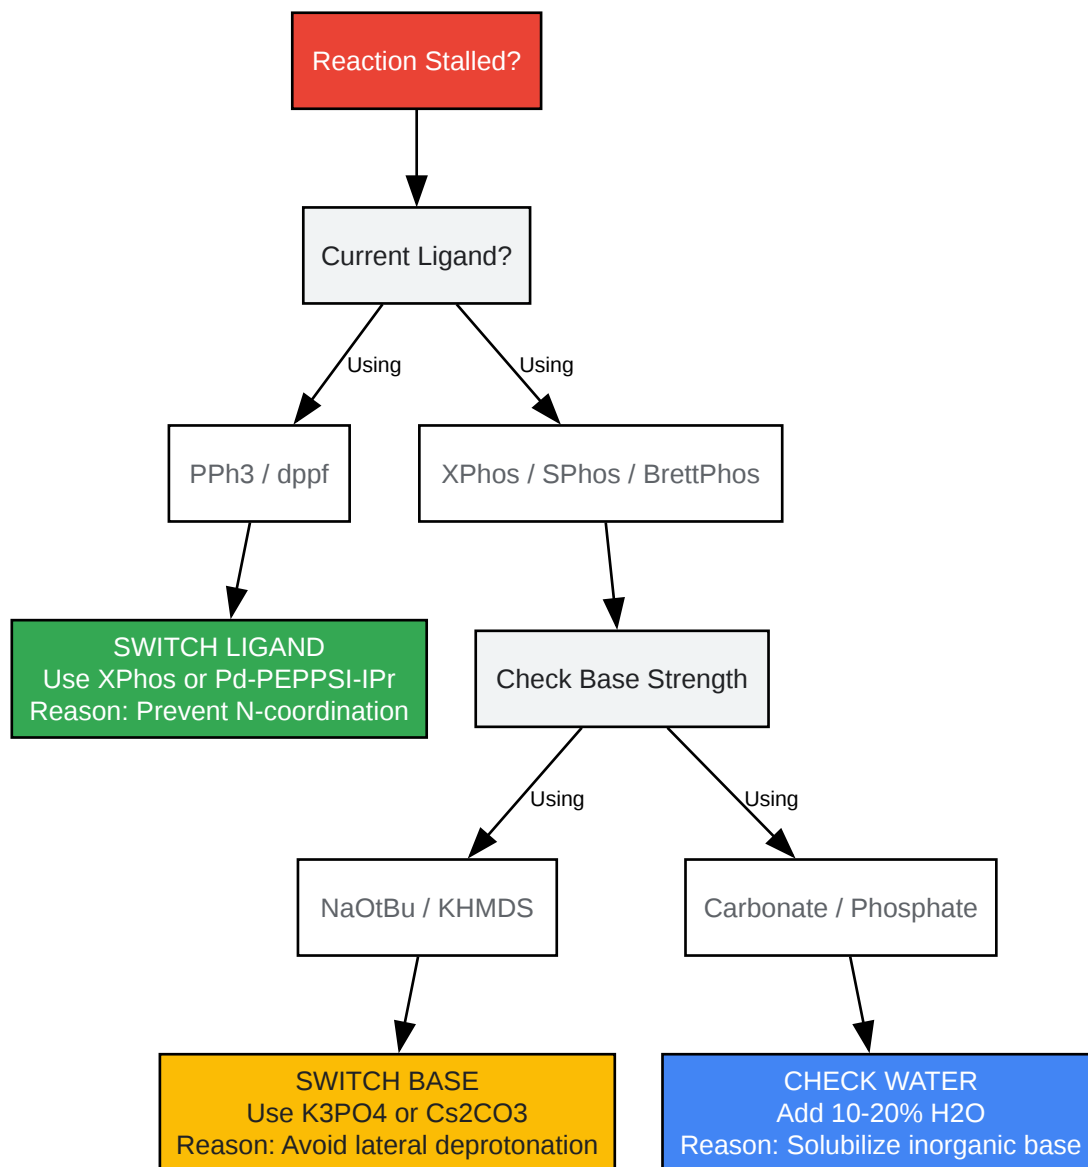 Reaction Stalled?
Current Ligand?
Using
Using
PPh3 / dppf
XPhos / SPhos / BrettPhos
SWITCH LIGAND
Use XPhos or Pd-PEPPSI-IPr
Reason: Prevent N-coordination
Check Base Strength
Using
Using
NaOtBu / KHMDS
Carbonate / Phosphate
SWITCH BASE
Use K3PO4 or Cs2CO3
Reason: Avoid lateral deprotonation
CHECK WATER
Add 10-20% H2O
Reason: Solubilize inorganic base